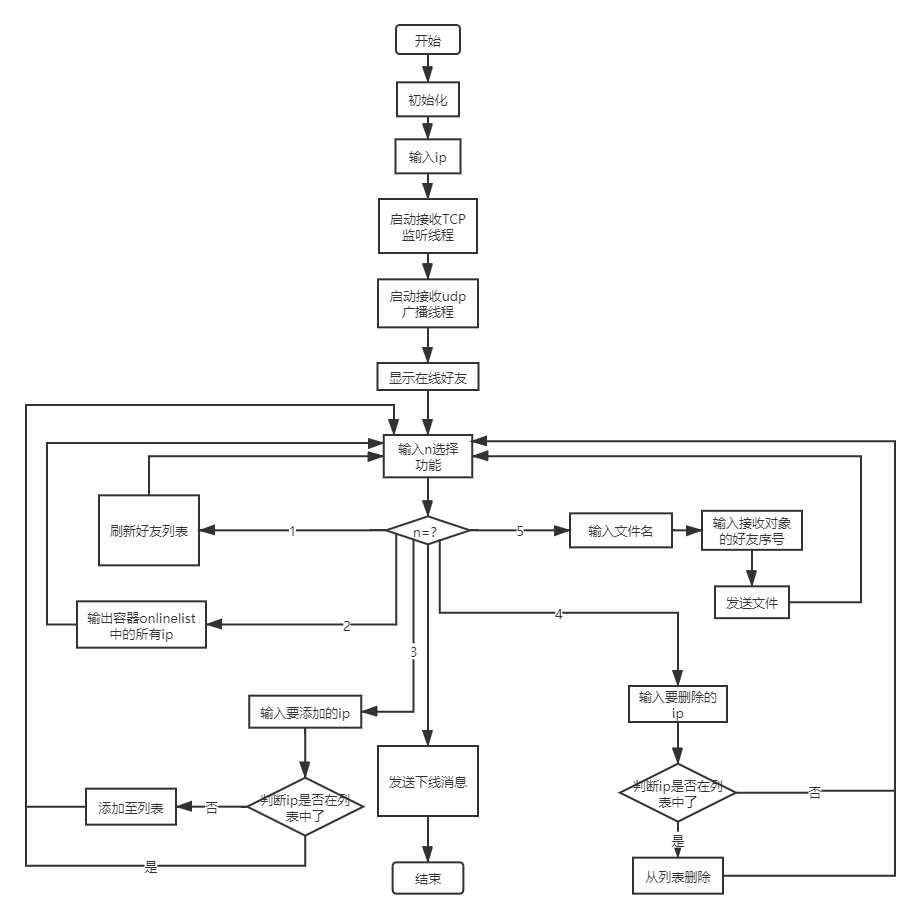 开始
初始化
输入ip
启动接收TCP
监听线程
启动接收udp
广播线程
显示在线好友
输入n选择
功能
刷新好友列表
1
n=?
5
输入文件名
输入接收对象
的好友序号
输出容器onlinelist
中的所有ip
2
发送文件
4
3
输入要添加的ip
输入要删除的
ip
发送下线消息
添加至列表
否
判断ip是否在列
表中了
判断ip是否在列
表中了
否
是
是
结束
从列表删除